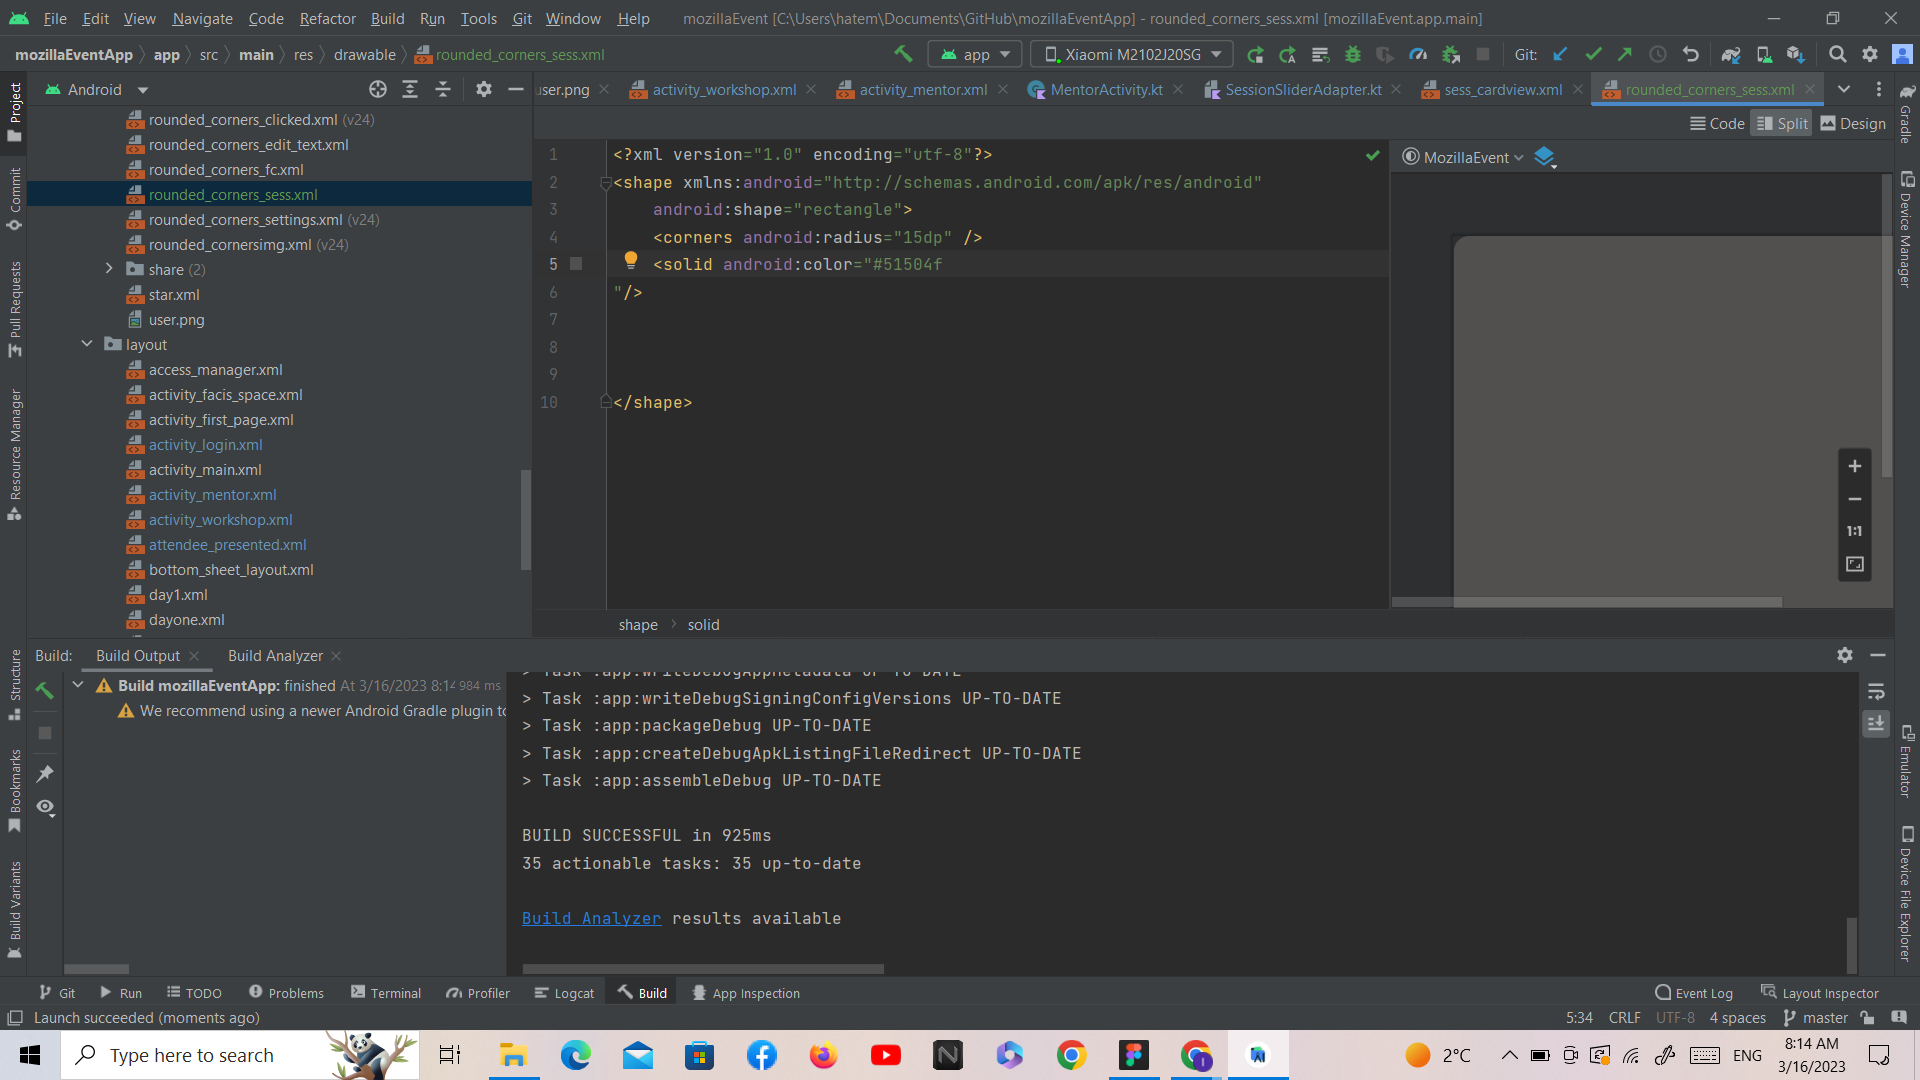 File Edit View Navigate Code Refactor Build Run Tools Git Window Help mozillaEvent [C:\Users\hatem\Documents\GitHub\mozillaEventApp] - rounded_corners_sess.xml [mozillaEvent.app.main]
mozillaEventApp app src main res drawable rounded_corners_sess.xml app Xiaomi M2102J20SG Git:
Android
user.png activity_workshop.xml activity_mentor.xml MentorActivity.kt SessionSliderAdapter.kt sess_cardview.xml rounded_corners_sess.xml
Code Split Design
MozillaEvent
Project
Commit
Pull Requests
Resource Manager
Structure
Bookmarks
Build Variants
rounded_corners_clicked.xml (v24)
rounded_corners_edit_text.xml
rounded_corners_fc.xml
rounded_corners_sess.xml
rounded_corners_settings.xml (v24)
rounded_cornersimg.xml (v24)
share (2)
star.xml
user.png
layout
access_manager.xml
activity_facis_space.xml
activity_first_page.xml
activity_login.xml
activity_main.xml
activity_mentor.xml
activity_workshop.xml
attendee_presented.xml
bottom_sheet_layout.xml
day1.xml
dayone.xml
1 <?xml version="1.0" encoding="utf-8"?>
2 <shape xmlns:android="http://schemas.android.com/apk/res/android"
3 android:shape="rectangle">
4 <corners android:radius="15dp" />
5 <solid android:color="#51504f
6 "/>
7
8
9
10 </shape>
shape solid
1:1
Gradle
Device Manager
Emulator
Device File Explorer
Build: Build Output Build Analyzer
Build mozillaEventApp: finished At 3/16/2023 8:14 984 ms
We recommend using a newer Android Gradle plugin to
> Task :app:writeDebugAppMetadata UP-TO-DATE
> Task :app:writeDebugSigningConfigVersions UP-TO-DATE
> Task :app:packageDebug UP-TO-DATE
> Task :app:createDebugApkListingFileRedirect UP-TO-DATE
> Task :app:assembleDebug UP-TO-DATE
BUILD SUCCESSFUL in 925ms
35 actionable tasks: 35 up-to-date
Build Analyzer results available
Git Run TODO Problems Terminal Profiler Logcat Build App Inspection Event Log Layout Inspector
Launch succeeded (moments ago) 5:34 CRLF UTF-8 4 spaces master
Type here to search 2°C ENG 8:14 AM
3/16/2023